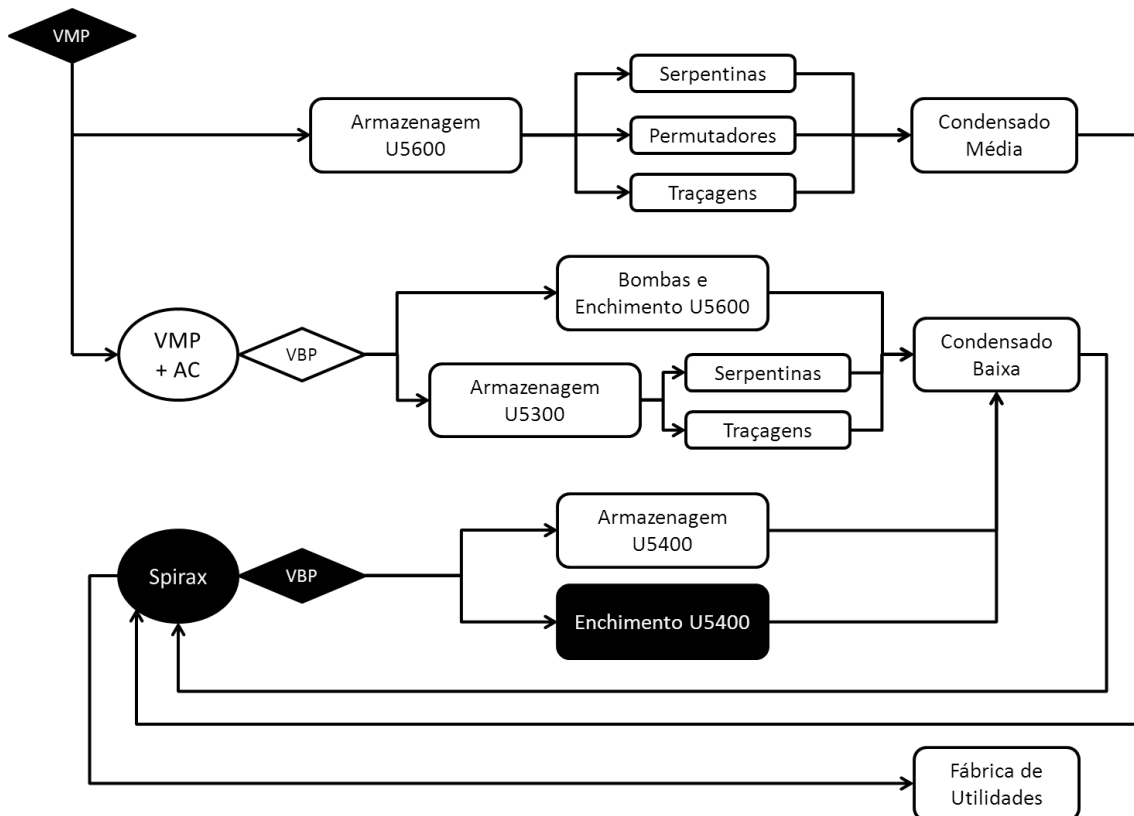 VMP
Armazenagem
U5600
Serpentinas
Permutadores
Traçagens
Condensado
Média
VMP
+ AC
VBP
Bombas e
Enchimento U5600
Armazenagem
U5300
Serpentinas
Traçagens
Condensado
Baixa
Spirax
VBP
Armazenagem
U5400
Enchimento U5400
Fábrica de
Utilidades